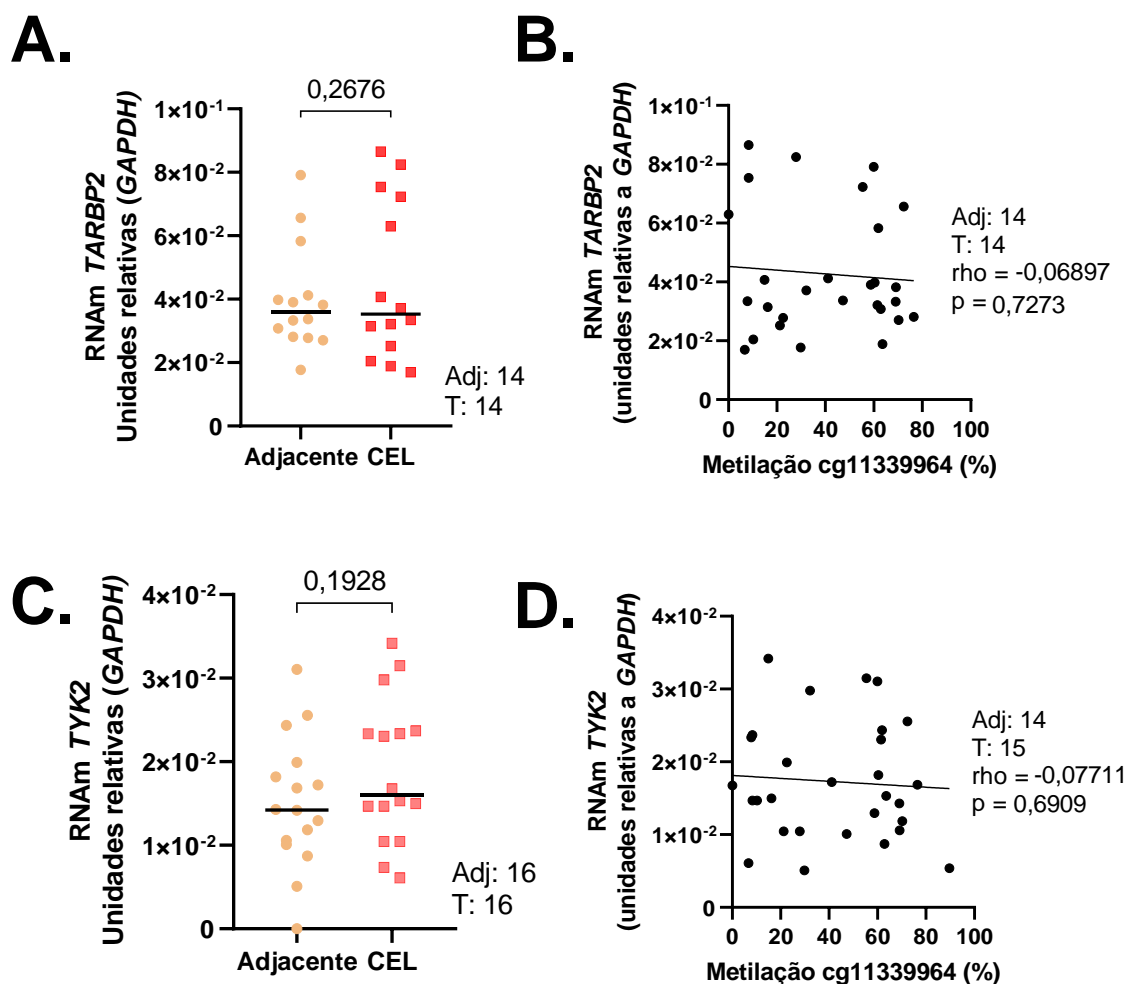 A.
0,2676
1×10-1
8×10-2
6×10-2
4×10-2
2×10-2
0
RNAm TARBP2
Unidades relativas (GAPDH)
Adj: 14
T: 14
Adjacente CEL
B.
1×10-1
8×10-2
6×10-2
4×10-2
2×10-2
0
RNAm TARBP2
(unidades relativas a GAPDH)
Adj: 14
T: 14
rho = -0,06897
p = 0,7273
0 20 40 60 80 100
Metilação cg11339964 (%)
C.
0,1928
4×10-2
3×10-2
2×10-2
1×10-2
0
RNAm TYK2
Unidades relativas (GAPDH)
Adj: 16
T: 16
Adjacente CEL
D.
4×10-2
3×10-2
2×10-2
1×10-2
0
RNAm TYK2
(unidades relativas a GAPDH)
Adj: 14
T: 15
rho = -0,07711
p = 0,6909
0 20 40 60 80 100
Metilação cg11339964 (%)